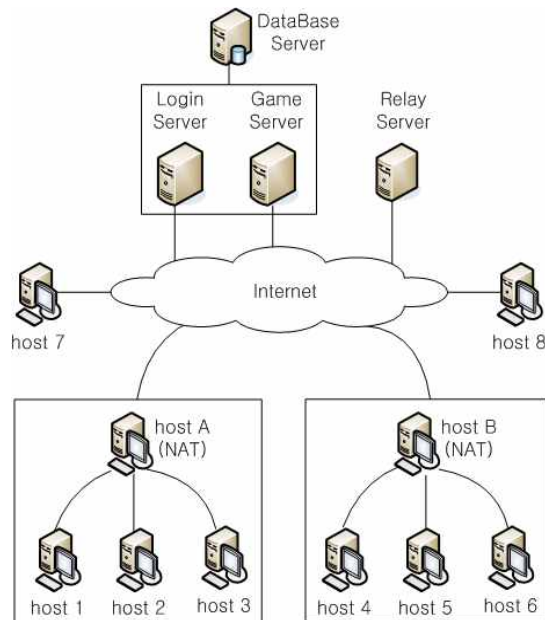 DataBase
Server
Login
Server
Game
Server
Relay
Server
Internet
host 7
host 8
host A
(NAT)
host B
(NAT)
host 1
host 2
host 3
host 4
host 5
host 6